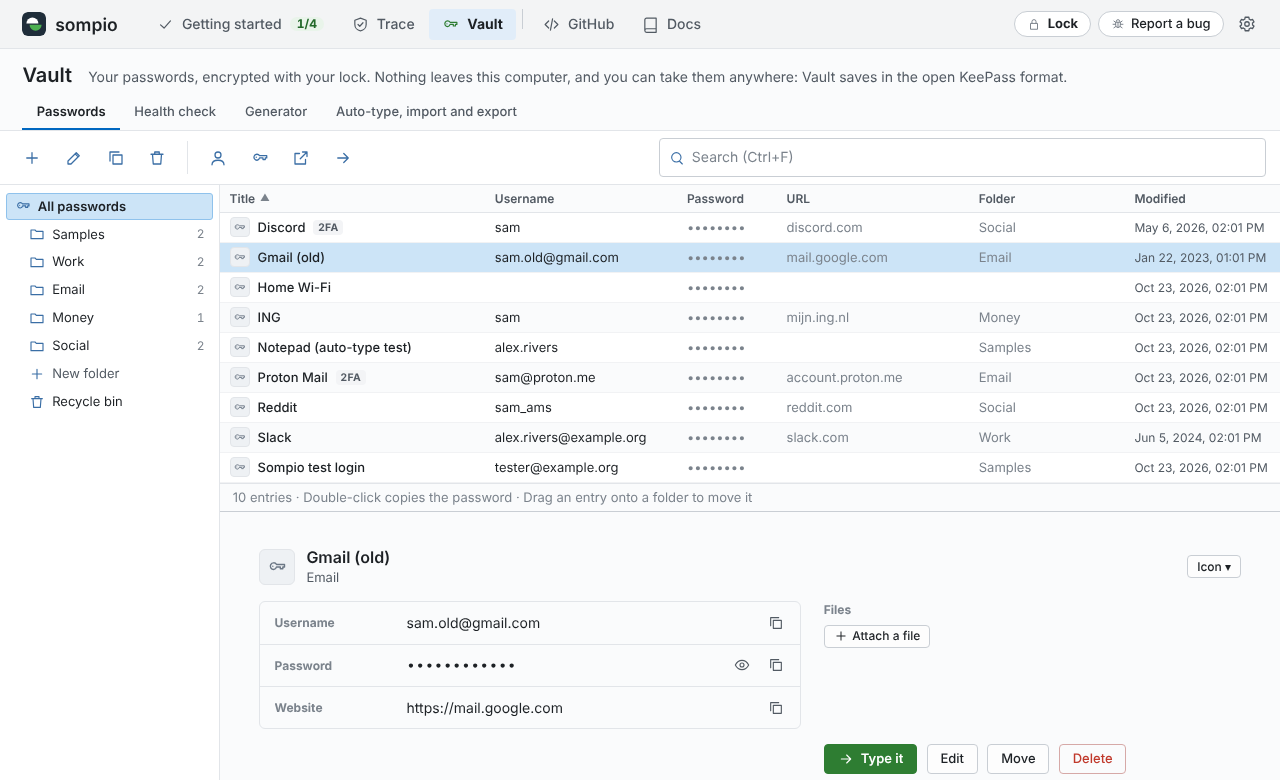 sompio
Getting started 1/4
Trace
Vault
GitHub
Docs
Lock
Report a bug
Vault
Your passwords, encrypted with your lock. Nothing leaves this computer, and you can take them anywhere: Vault saves in the open KeePass format.
Passwords
Health check
Generator
Auto-type, import and export
Search (Ctrl+F)
All passwords
Samples 2
Work 2
Email 2
Money 1
Social 2
New folder
Recycle bin
Title Username Password URL Folder Modified
Discord 2FA sam •••••••• discord.com Social May 6, 2026, 02:01 PM
Gmail (old) sam.old@gmail.com •••••••• mail.google.com Email Jan 22, 2023, 01:01 PM
Home Wi-Fi •••••••• Oct 23, 2026, 02:01 PM
ING sam •••••••• mijn.ing.nl Money Oct 23, 2026, 02:01 PM
Notepad (auto-type test) alex.rivers •••••••• Samples Oct 23, 2026, 02:01 PM
Proton Mail 2FA sam@proton.me •••••••• account.proton.me Email Oct 23, 2026, 02:01 PM
Reddit sam_ams •••••••• reddit.com Social Oct 23, 2026, 02:01 PM
Slack alex.rivers@example.org •••••••• slack.com Work Jun 5, 2024, 02:01 PM
Sompio test login tester@example.org •••••••• Samples Oct 23, 2026, 02:01 PM
10 entries · Double-click copies the password · Drag an entry onto a folder to move it
Gmail (old)
Email
Icon ▾
Username sam.old@gmail.com
Password ••••••••••••
Website https://mail.google.com
Files
Attach a file
Type it
Edit
Move
Delete